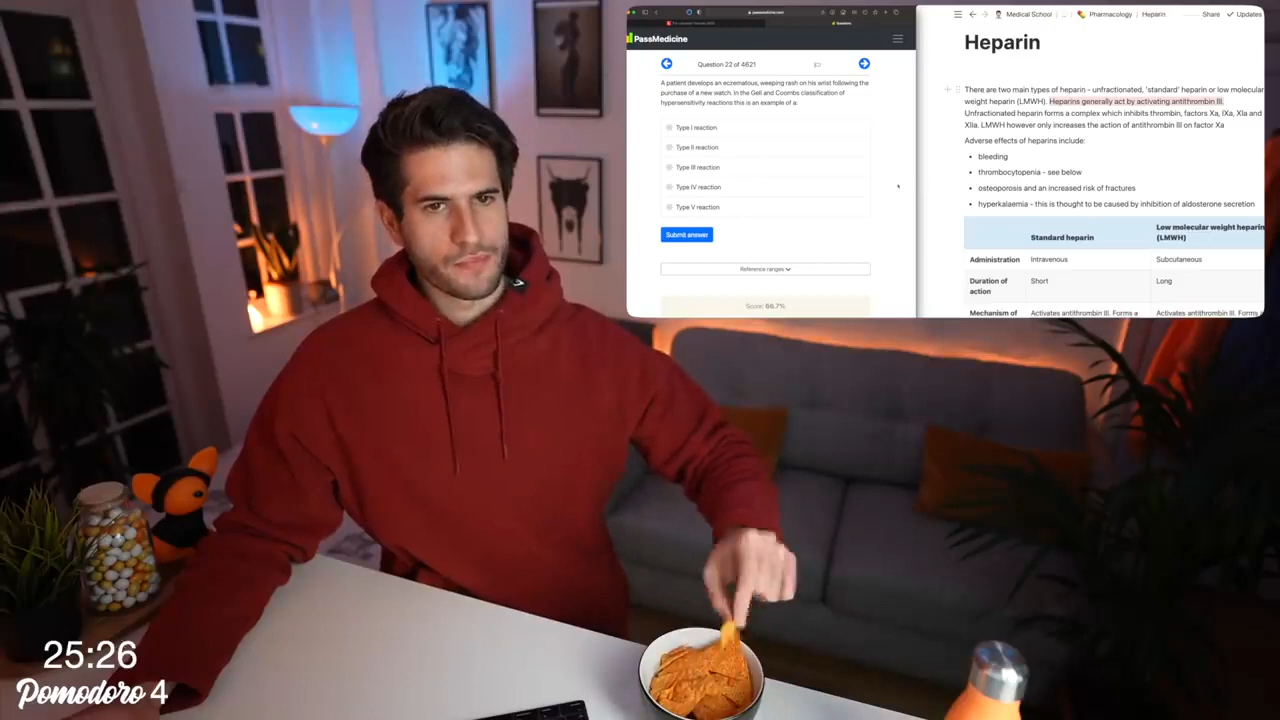 passmedicine.com
Questions
PassMedicine
Question 22 of 4621
A patient develops an eczematous, weeping rash on his wrist following the
purchase of a new watch. In the Gell and Coombs classification of
hypersensitivity reactions this is an example of a:
Type I reaction
Type II reaction
Type III reaction
Type IV reaction
Type V reaction
Submit answer
Reference ranges
Score: 66.7%
Medical School / ... / Pharmacology / Heparin
Share
Updates
Heparin
There are two main types of heparin - unfractionated, 'standard' heparin or low molecular
weight heparin (LMWH). Heparins generally act by activating antithrombin III.
Unfractionated heparin forms a complex which inhibits thrombin, factors Xa, IXa, XIa and
XIIa. LMWH however only increases the action of antithrombin III on factor Xa
Adverse effects of heparins include:
• bleeding
• thrombocytopenia - see below
• osteoporosis and an increased risk of fractures
• hyperkalaemia - this is thought to be caused by inhibition of aldosterone secretion
Standard heparin
Low molecular weight heparin
(LMWH)
Administration
Intravenous
Subcutaneous
Duration of
action
Short
Long
Mechanism of
Activates antithrombin III. Forms a
Activates antithrombin III. Forms a
25:26
Pomodoro 4